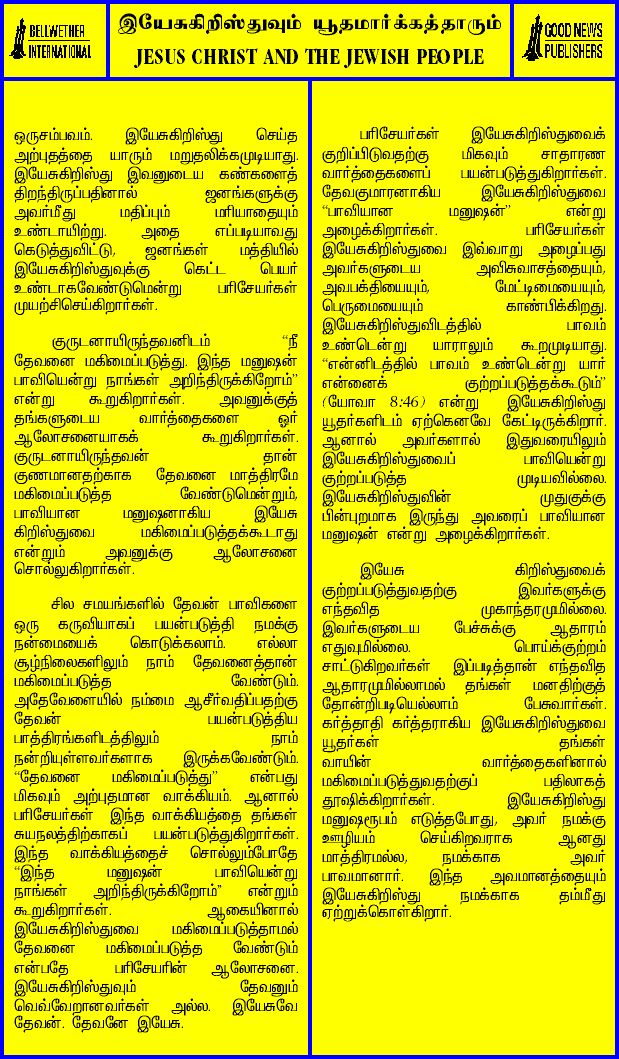 BELLWETHER
INTERNATIONAL
இயேசுகிறிஸ்துவும் யூதமார்க்கத்தாரும்
JESUS CHRIST AND THE JEWISH PEOPLE
GOOD NEWS
PUBLISHERS
ஒருசம்பவம். இயேசுகிறிஸ்து செய்த
அற்புதத்தை யாரும் மறுதலிக்கமுடியாது.
இயேசுகிறிஸ்து இவனுடைய கண்களைத்
திறந்திருப்பதினால் ஜனங்களுக்கு
அவர்மீது மதிப்பும் மரியாதையும்
உண்டாயிற்று. அதை எப்படியாவது
கெடுத்துவிட்டு, ஜனங்கள் மத்தியில்
இயேசுகிறிஸ்துவுக்கு கெட்ட பெயர்
உண்டாகவேண்டுமென்று பரிசேயர்கள்
முயற்சிசெய்கிறார்கள்.
குருடனாயிருந்தவனிடம் “நீ
தேவனை மகிமைப்படுத்து. இந்த மனுஷன்
பாவியென்று நாங்கள் அறிந்திருக்கிறோம்”
என்று கூறுகிறார்கள். அவனுக்குத்
தங்களுடைய வார்த்தைகளை ஓர்
ஆலோசனையாகக் கூறுகிறார்கள்.
குருடனாயிருந்தவன் தான்
குணமானதற்காக தேவனை மாத்திரமே
மகிமைப்படுத்த வேண்டுமென்றும்,
பாவியான மனுஷனாகிய இயேசு
கிறிஸ்துவை மகிமைப்படுத்தக்கூடாது
என்றும் அவனுக்கு ஆலோசனை
சொல்லுகிறார்கள்.
சில சமயங்களில் தேவன் பாவிகளை
ஒரு கருவியாகப் பயன்படுத்தி நமக்கு
நன்மையைக் கொடுக்கலாம். எல்லா
சூழ்நிலைகளிலும் நாம் தேவனைத்தான்
மகிமைப்படுத்த வேண்டும்.
அதேவேளையில் நம்மை ஆசீர்வதிப்பதற்கு
தேவன் பயன்படுத்திய
பாத்திரங்களிடத்திலும் நாம்
நன்றியுள்ளவர்களாக இருக்கவேண்டும்.
“தேவனை மகிமைப்படுத்து” என்பது
மிகவும் அற்புதமான வாக்கியம். ஆனால்
பரிசேயர்கள் இந்த வாக்கியத்தை தங்கள்
சுயநலத்திற்காகப் பயன்படுத்துகிறார்கள்.
இந்த வாக்கியத்தைச் சொல்லும்போதே
“இந்த மனுஷன் பாவியென்று
நாங்கள் அறிந்திருக்கிறோம்” என்றும்
கூறுகிறார்கள். ஆகையினால்
இயேசுகிறிஸ்துவை மகிமைப்படுத்தாமல்
தேவனை மகிமைப்படுத்த வேண்டும்
என்பதே பரிசேயரின் ஆலோசனை.
இயேசுகிறிஸ்துவும் தேவனும்
வெவ்வேறானவர்கள் அல்ல. இயேசுவே
தேவன். தேவனே இயேசு.
பரிசேயர்கள் இயேசுகிறிஸ்துவைக்
குறிப்பிடுவதற்கு மிகவும் சாதாரண
வார்த்தைகளைப் பயன்படுத்துகிறார்கள்.
தேவகுமாரனாகிய இயேசுகிறிஸ்துவை
“பாவியான மனுஷன்” என்று
அழைக்கிறார்கள். பரிசேயர்கள்
இயேசுகிறிஸ்துவை இவ்வாறு அழைப்பது
அவர்களுடைய அவிசுவாசத்தையும்,
அவபக்தியையும், மேட்டிமையையும்,
பெருமையையும் காண்பிக்கிறது.
இயேசுகிறிஸ்துவிடத்தில் பாவம்
உண்டென்று யாராலும் கூறமுடியாது.
“என்னிடத்தில் பாவம் உண்டென்று யார்
என்னைக் குற்றப்படுத்தக்கூடும்”
(யோவா 8:46) என்று இயேசுகிறிஸ்து
யூதர்களிடம் ஏற்கெனவே கேட்டிருக்கிறார்.
ஆனால் அவர்களால் இதுவரையிலும்
இயேசுகிறிஸ்துவைப் பாவியென்று
குற்றப்படுத்த முடியவில்லை.
இயேசுகிறிஸ்துவின் முதுகுக்கு
பின்புறமாக இருந்து அவரைப் பாவியான
மனுஷன் என்று அழைக்கிறார்கள்.
இயேசு கிறிஸ்துவைக்
குற்றப்படுத்துவதற்கு இவர்களுக்கு
எந்தவித முகாந்தரமுமில்லை.
இவர்களுடைய பேச்சுக்கு ஆதாரம்
எதுவுமில்லை. பொய்க்குற்றம்
சாட்டுகிறவர்கள் இப்படித்தான் எந்தவித
ஆதாரமுமில்லாமல் தங்கள் மனதிற்குத்
தோன்றிபடியெல்லாம் பேசுவார்கள்.
கர்த்தாதி கர்த்தராகிய இயேசுகிறிஸ்துவை
யூதர்கள் தங்கள்
வாயின் வார்த்தைகளினால்
மகிமைப்படுத்துவதற்குப் பதிலாகத்
தூஷிக்கிறார்கள். இயேசுகிறிஸ்து
மனுஷரூபம் எடுத்தபோது, அவர் நமக்கு
ஊழியம் செய்கிறவராக ஆனது
மாத்திரமல்ல, நமக்காக அவர்
பாவமானார். இந்த அவமானத்தையும்
இயேசுகிறிஸ்து நமக்காக தம்மீது
ஏற்றுக்கொள்கிறார்.